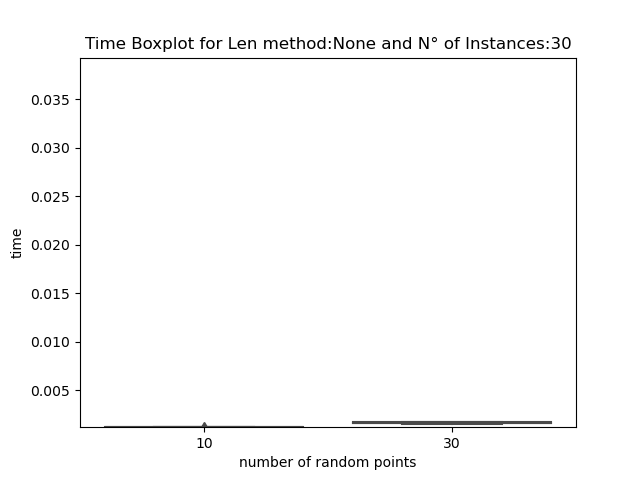 Time Boxplot for Len method:None and N° of Instances:30
0.035
0.030
0.025
0.020
0.015
0.010
0.005
time
10 30
number of random points